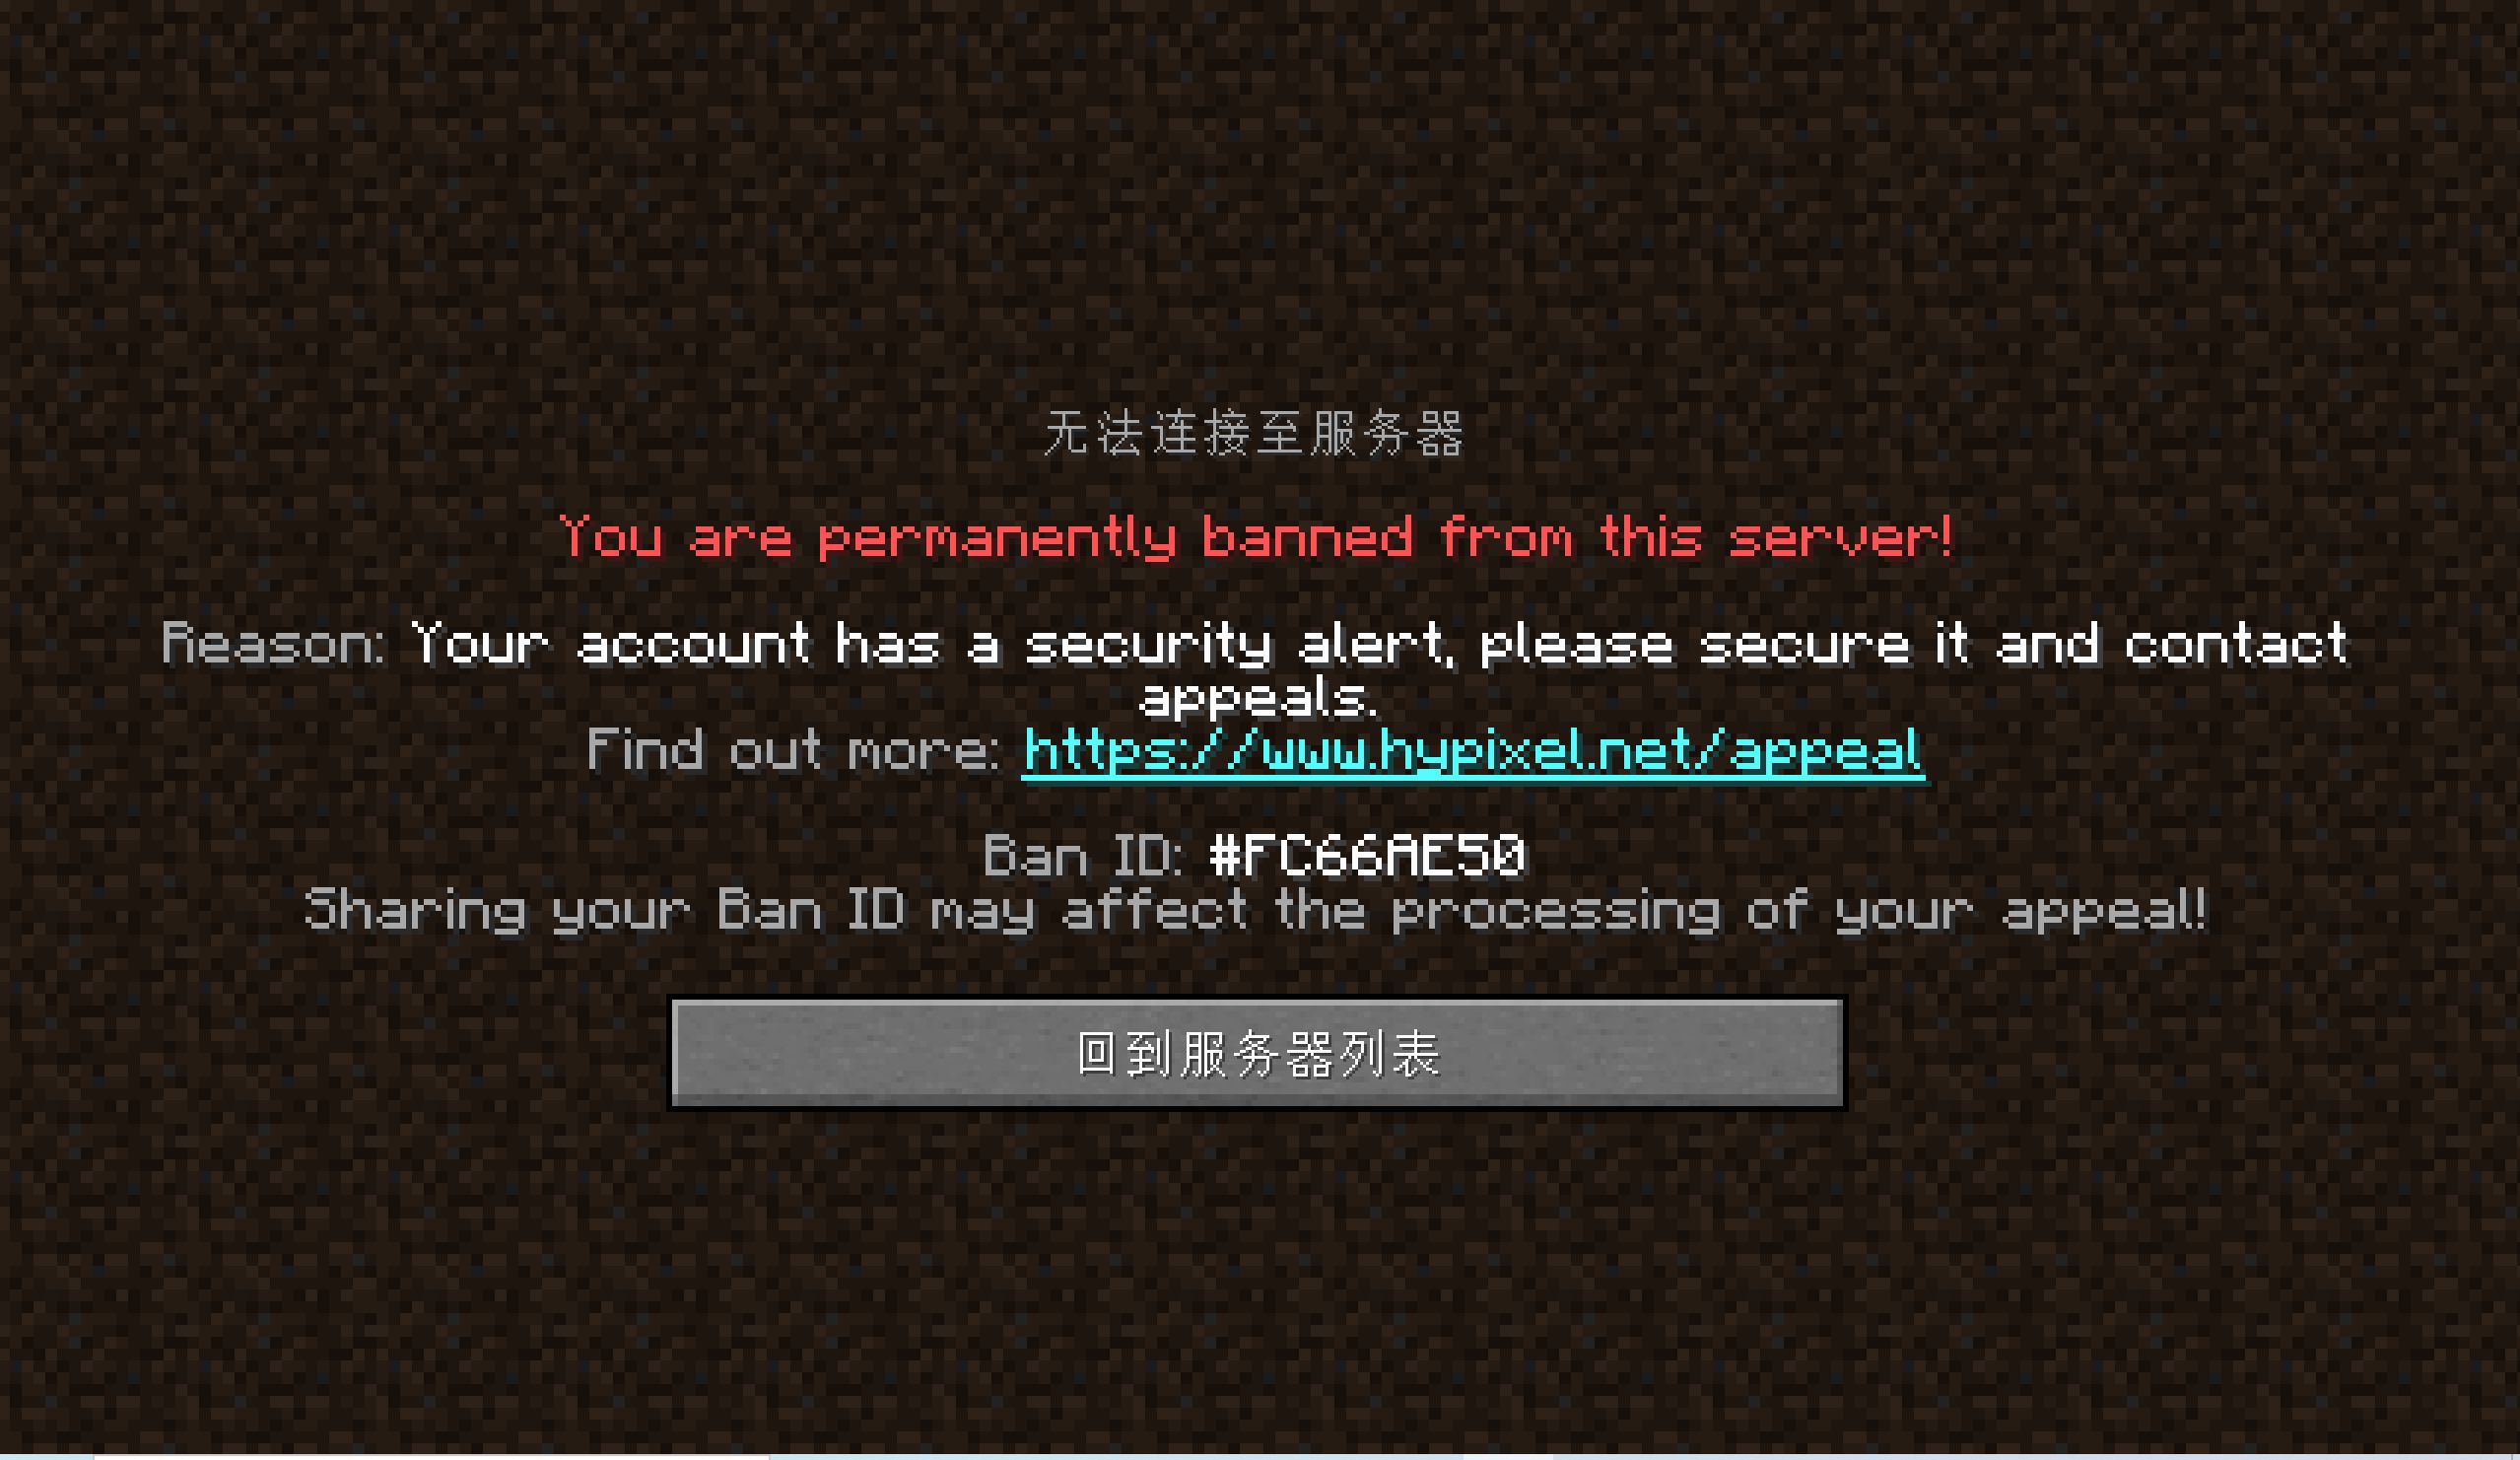 无法连接至服务器
You are permanently banned from this server!
Reason: Your account has a security alert, please secure it and contact
appeals.
Find out more: https://www.hypixel.net/appeal
Ban ID: #FC66AE50
Sharing your Ban ID may affect the processing of your appeal!
回到服务器列表